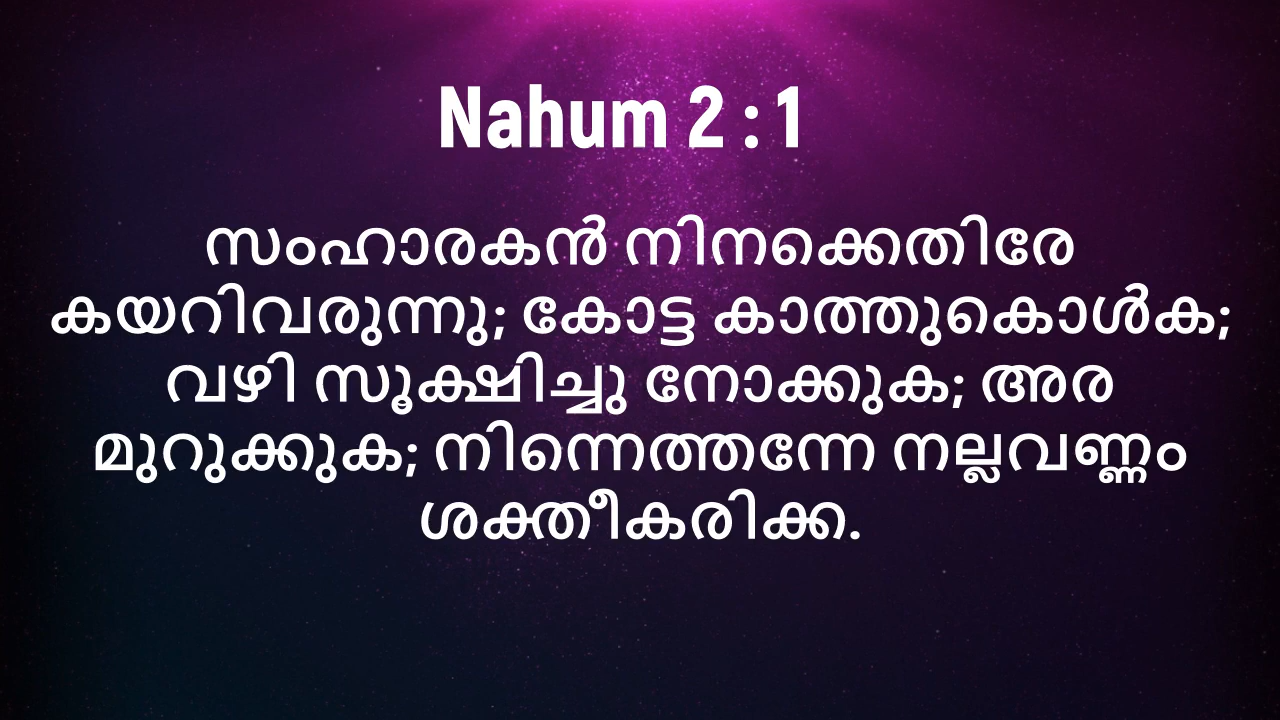 Nahum 2 : 1
സംഹാരകൻ നിനക്കെതിരേ
കയറിവരുന്നു; കോട്ട കാത്തുകൊൾക;
വഴി സൂക്ഷിച്ചു നോക്കുക; അര
മുറുക്കുക; നിന്നെത്തന്നേ നല്ലവണ്ണം
ശക്തീകരിക്ക.